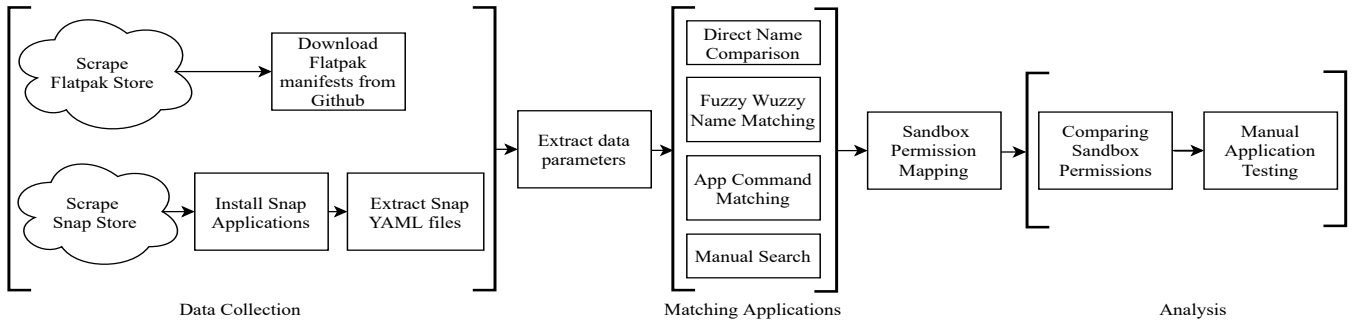 Scrape
Flatpak Store
Download
Flatpak
manifests from
Github
Scrape
Snap Store
Install Snap
Applications
Extract Snap
YAML files
Data Collection
Extract data
parameters
Direct Name
Comparison
Fuzzy Wuzzy
Name Matching
App Command
Matching
Manual Search
Matching Applications
Sandbox
Permission
Mapping
Comparing
Sandbox
Permissions
Manual
Application
Testing
Analysis